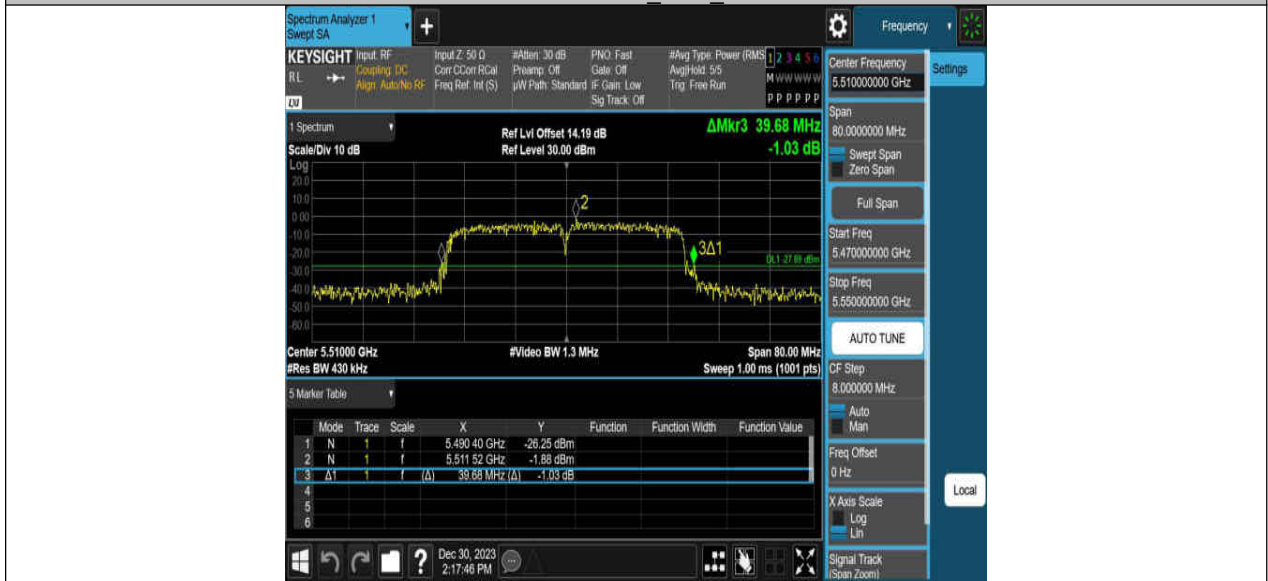 Spectrum Analyzer 1
Swept SA
+
Frequency
KEYSIGHT
RL
Input: RF
Coupling: DC
Align: Auto/No RF
Input Z: 50 Ω
Corr CCorr RCal
Freq Ref: Int (S)
#Atten: 30 dB
Preamp: Off
µW Path: Standard
PNO: Fast
Gate: Off
IF Gain: Low
Sig Track: Off
#Avg Type: Power (RMS
Avg|Hold: 5/5
Trig: Free Run
1 2 3 4 5 6
M W W W W W
P P P P P P
1 Spectrum
Scale/Div 10 dB
Ref Lvl Offset 14.19 dB
Ref Level 30.00 dBm
ΔMkr3 39.68 MHz
-1.03 dB
Log
20.0
10.0
0.00
-10.0
-20.0
-30.0
-40.0
-50.0
-60.0
2
3Δ1
DL1 -27.89 dBm
Center 5.51000 GHz
#Res BW 430 kHz
#Video BW 1.3 MHz
Span 80.00 MHz
Sweep 1.00 ms (1001 pts)
5 Marker Table
Mode Trace Scale X Y Function Function Width Function Value
1 N 1 f 5.490 40 GHz -26.25 dBm
2 N 1 f 5.511 52 GHz -1.88 dBm
3 Δ1 1 f (Δ) 39.68 MHz (Δ) -1.03 dB
4
5
6
?
Dec 30, 2023
2:17:46 PM
Center Frequency
5.510000000 GHz
Settings
Span
80.0000000 MHz
Swept Span
Zero Span
Full Span
Start Freq
5.470000000 GHz
Stop Freq
5.550000000 GHz
AUTO TUNE
CF Step
8.000000 MHz
Auto
Man
Freq Offset
0 Hz
X Axis Scale
Log
Lin
Local
Signal Track
(Span Zoom)